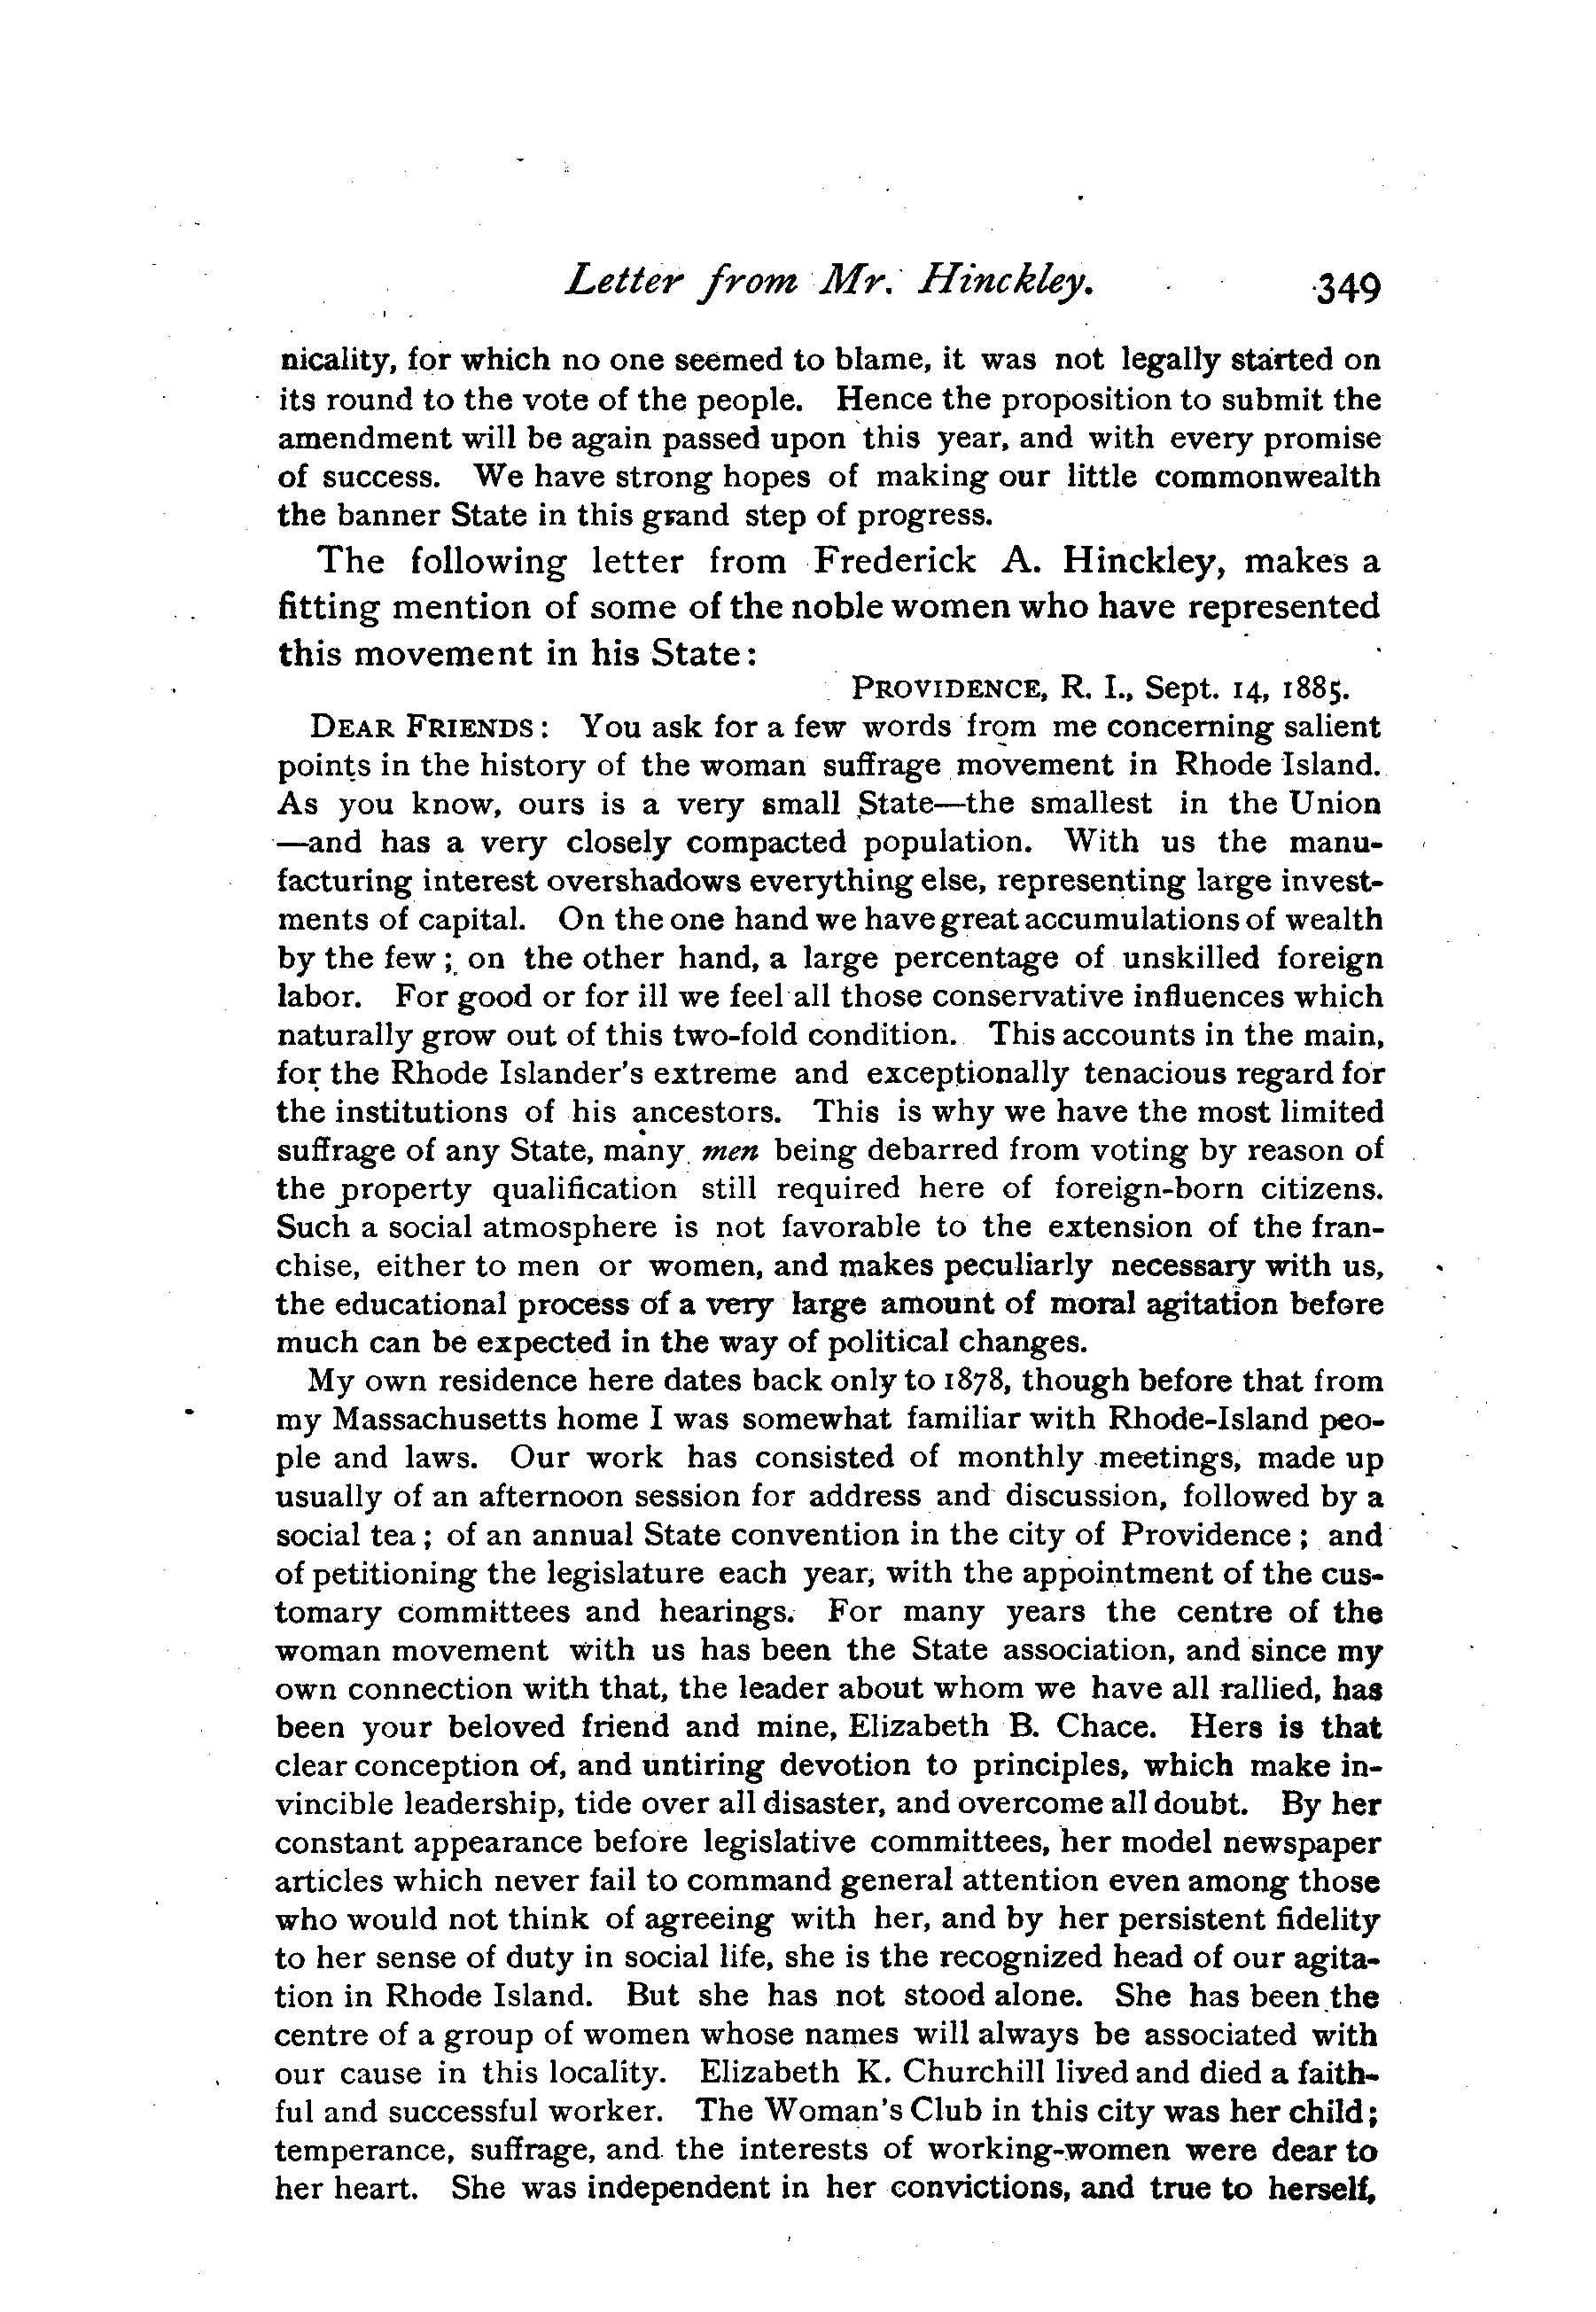 Letter from Mr. Hinckley. 349
nicality, for which no one seemed to blame, it was not legally started on
its round to the vote of the people. Hence the proposition to submit the
amendment will be again passed upon this year, and with every promise
of success. We have strong hopes of making our little commonwealth
the banner State in this grand step of progress.
The following letter from Frederick A. Hinckley, makes a
fitting mention of some of the noble women who have represented
this movement in his State:
PROVIDENCE, R. I., Sept. 14, 1885.
DEAR FRIENDS: You ask for a few words from me concerning salient
points in the history of the woman suffrage movement in Rhode Island.
As you know, ours is a very small State—the smallest in the Union
—and has a very closely compacted population. With us the manu-
facturing interest overshadows everything else, representing large invest-
ments of capital. On the one hand we have great accumulations of wealth
by the few; on the other hand, a large percentage of unskilled foreign
labor. For good or for ill we feel all those conservative influences which
naturally grow out of this two-fold condition. This accounts in the main,
for the Rhode Islander's extreme and exceptionally tenacious regard for
the institutions of his ancestors. This is why we have the most limited
suffrage of any State, many men being debarred from voting by reason of
the property qualification still required here of foreign-born citizens.
Such a social atmosphere is not favorable to the extension of the fran-
chise, either to men or women, and makes peculiarly necessary with us,
the educational process of a very large amount of moral agitation before
much can be expected in the way of political changes.
My own residence here dates back only to 1878, though before that from
my Massachusetts home I was somewhat familiar with Rhode-Island peo-
ple and laws. Our work has consisted of monthly meetings, made up
usually of an afternoon session for address and discussion, followed by a
social tea; of an annual State convention in the city of Providence; and
of petitioning the legislature each year, with the appointment of the cus-
tomary committees and hearings. For many years the centre of the
woman movement with us has been the State association, and since my
own connection with that, the leader about whom we have all rallied, has
been your beloved friend and mine, Elizabeth B. Chace. Hers is that
clear conception of, and untiring devotion to principles, which make in-
vincible leadership, tide over all disaster, and overcome all doubt. By her
constant appearance before legislative committees, her model newspaper
articles which never fail to command general attention even among those
who would not think of agreeing with her, and by her persistent fidelity
to her sense of duty in social life, she is the recognized head of our agita-
tion in Rhode Island. But she has not stood alone. She has been the
centre of a group of women whose names will always be associated with
our cause in this locality. Elizabeth K. Churchill lived and died a faith-
ful and successful worker. The Woman's Club in this city was her child;
temperance, suffrage, and the interests of working-women were dear to
her heart. She was independent in her convictions, and true to herself,